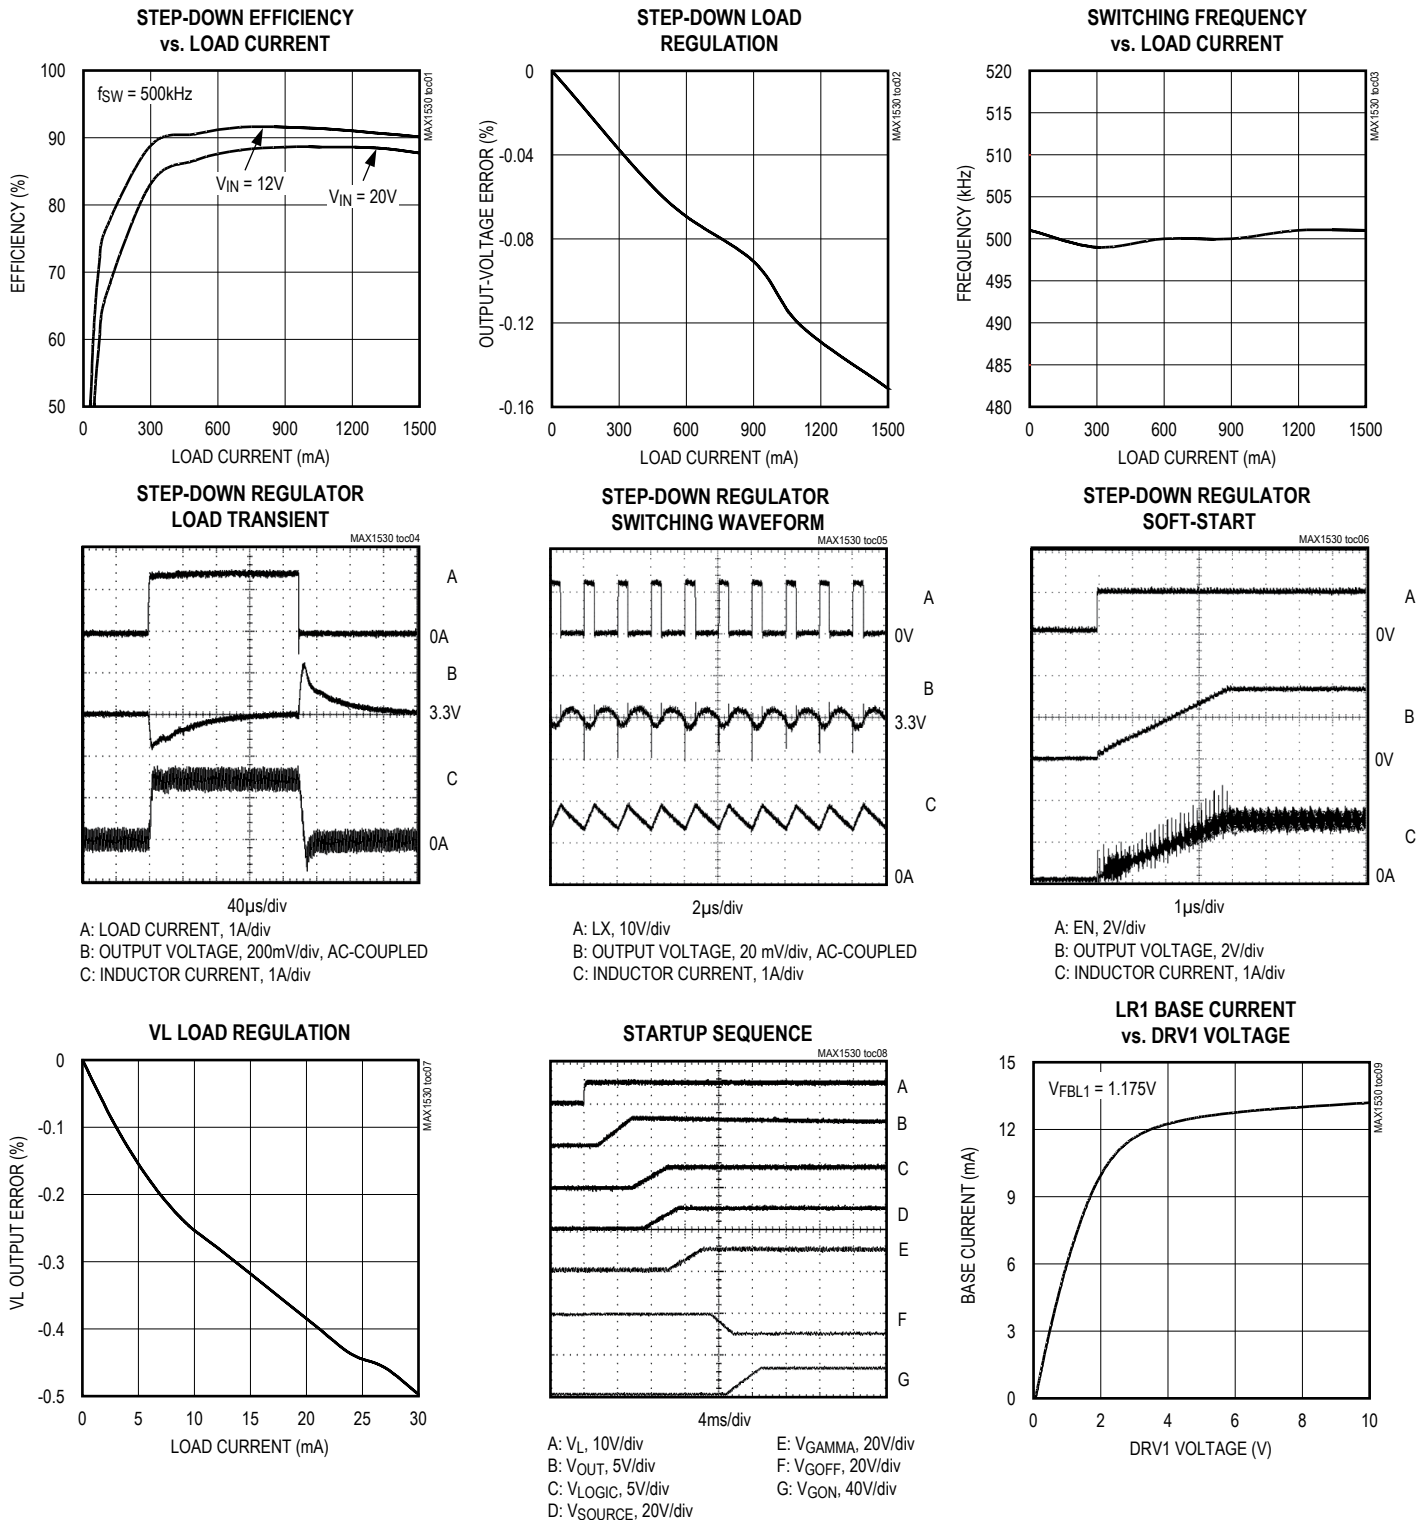 STEP-DOWN EFFICIENCY
vs. LOAD CURRENT
100
90
80
70
60
50
EFFICIENCY (%)
fSW = 500kHz
VIN = 12V
VIN = 20V
MAX1530 toc01
0 300 600 900 1200 1500
LOAD CURRENT (mA)
STEP-DOWN LOAD
REGULATION
0
-0.04
-0.08
-0.12
-0.16
OUTPUT-VOLTAGE ERROR (%)
MAX1530 toc02
0 300 600 900 1200 1500
LOAD CURRENT (mA)
SWITCHING FREQUENCY
vs. LOAD CURRENT
520
515
510
505
500
495
490
485
480
FREQUENCY (kHz)
MAX1530 toc03
0 300 600 900 1200 1500
LOAD CURRENT (mA)
STEP-DOWN REGULATOR
LOAD TRANSIENT
MAX1530 toc04
A
0A
B
3.3V
C
0A
40µs/div
A: LOAD CURRENT, 1A/div
B: OUTPUT VOLTAGE, 200mV/div, AC-COUPLED
C: INDUCTOR CURRENT, 1A/div
STEP-DOWN REGULATOR
SWITCHING WAVEFORM
MAX1530 toc05
A
0V
B
3.3V
C
0A
2µs/div
A: LX, 10V/div
B: OUTPUT VOLTAGE, 20 mV/div, AC-COUPLED
C: INDUCTOR CURRENT, 1A/div
STEP-DOWN REGULATOR
SOFT-START
MAX1530 toc06
A
0V
B
0V
C
0A
1µs/div
A: EN, 2V/div
B: OUTPUT VOLTAGE, 2V/div
C: INDUCTOR CURRENT, 1A/div
VL LOAD REGULATION
0
-0.1
-0.2
-0.3
-0.4
-0.5
VL OUTPUT ERROR (%)
MAX1530 toc07
0 5 10 15 20 25 30
LOAD CURRENT (mA)
STARTUP SEQUENCE
MAX1530 toc08
A
B
C
D
E
F
G
4ms/div
A: VL, 10V/div
B: VOUT, 5V/div
C: VLOGIC, 5V/div
D: VSOURCE, 20V/div
E: VGAMMA, 20V/div
F: VGOFF, 20V/div
G: VGON, 40V/div
LR1 BASE CURRENT
vs. DRV1 VOLTAGE
15
12
9
6
3
0
BASE CURRENT (mA)
VFBL1 = 1.175V
MAX1530 toc09
0 2 4 6 8 10
DRV1 VOLTAGE (V)